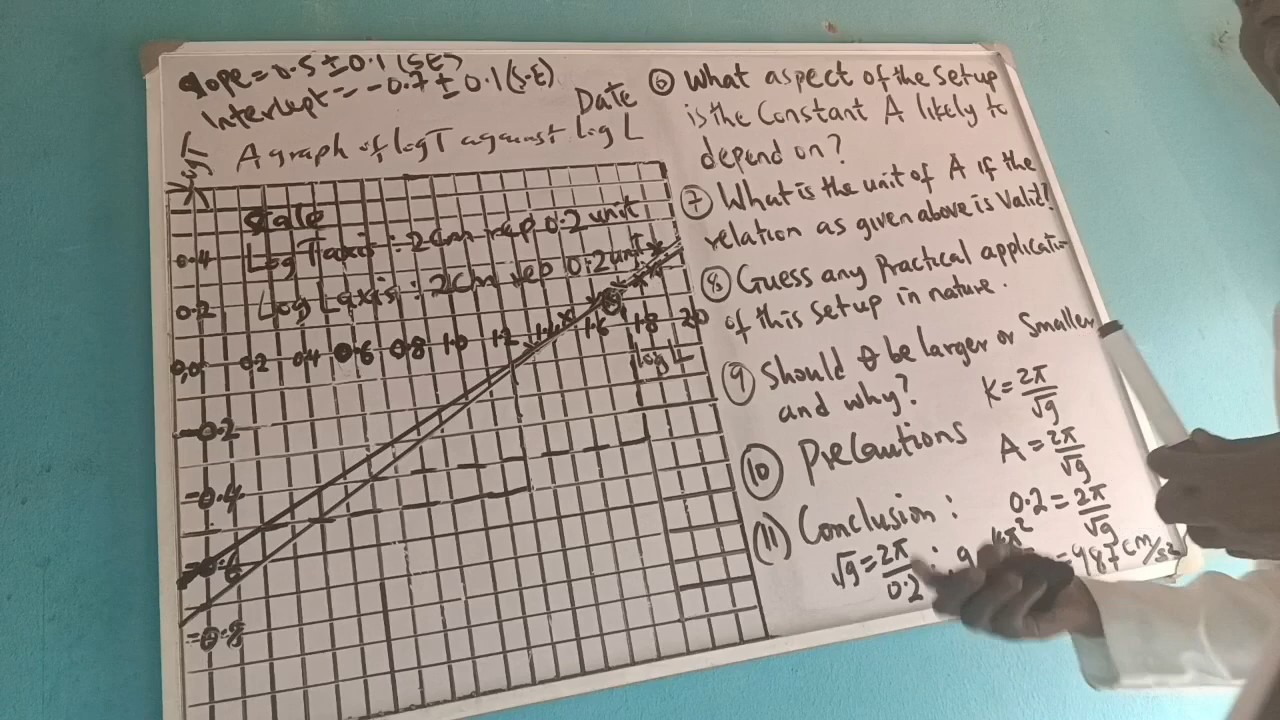 slope = 0.5 ± 0.1 (SE)
Intercept = -0.7 ± 0.1 (S.E)
Date
A graph of log T against log L
log T
Scale
Log T axis : 2cm rep 0.2 unit
Log L axis : 2cm rep 0.2 unit
0.4
0.2
0.0 0.2 0.4 0.6 0.8 1.0 1.2 1.4 1.6 1.8 2.0
log L
-0.2
-0.4
-0.6
-0.8
⑥ What aspect of the setup
is the Constant A likely to
depend on?
⑦ What is the unit of A if the
relation as given above is Valid?
⑧ Guess any Practical applicatio
of this setup in nature.
⑨ Should θ be larger or Smaller
and why?
⑩ Precautions
(11) Conclusion :
K = 2π/√g
A = 2π/√g
0.2 = 2π/√g
√g = 2π/0.2 ∴ g 4π² = 987 cm/s²